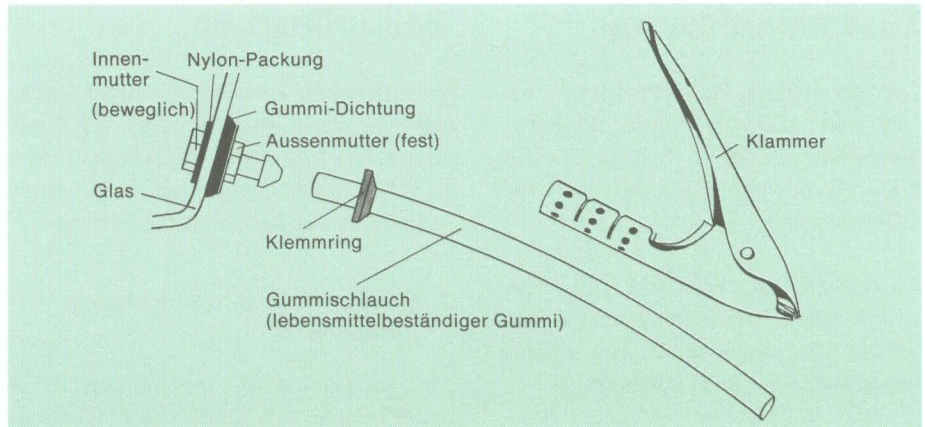 Innen-
mutter
(beweglich)
Nylon-Packung
Gummi-Dichtung
Aussenmutter (fest)
Glas
Klemmring
Gummischlauch
(lebensmittelbeständiger Gummi)
Klammer